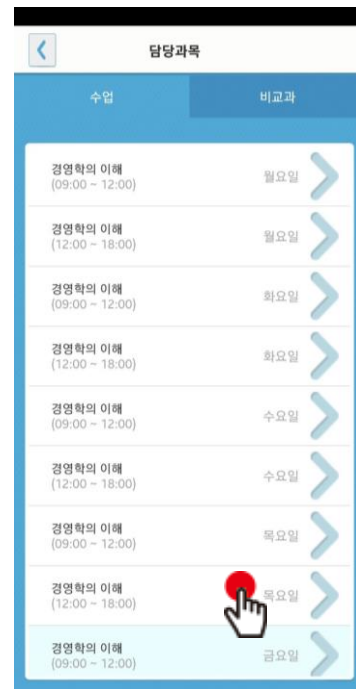 담당과목
수업
비교과
경영학의 이해
월요일
(09:00 ~ 12:00)
경영학의 이해
월요일
(12:00 ~ 18:00)
경영학의 이해
화요일
(09:00 ~ 12:00)
경영학의 이해
화요일
(12:00 ~ 18:00)
경영학의 이해
수요일
(09:00 ~ 12:00)
경영학의 이해
수요일
(12:00 ~ 18:00)
경영학의 이해
목요일
(09:00 ~ 12:00)
경영학의 이해
목요일
(12:00 ~ 18:00)
경영학의 이해
금요일
(09:00 ~ 12:00)